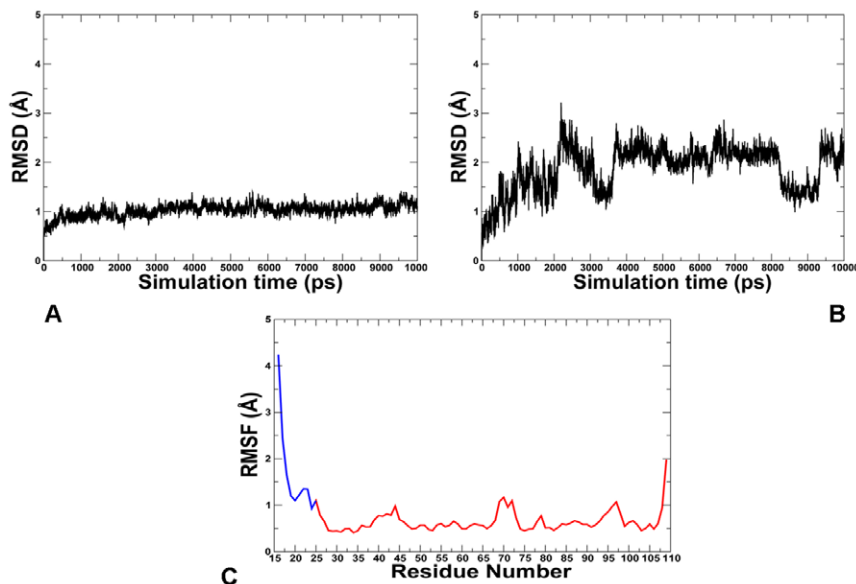 5
4
3
2
1
0
RMSD (Å)
0 1000 2000 3000 4000 5000 6000 7000 8000 9000 1000
Simulation time (ps)
A
5
4
3
2
1
0
RMSD (Å)
0 1000 2000 3000 4000 5000 6000 7000 8000 9000 10000
Simulation time (ps)
B
5
4
3
2
1
0
RMSF (Å)
15 20 25 30 35 40 45 50 55 60 65 70 75 80 85 90 95 100 105 110
Residue Number
C